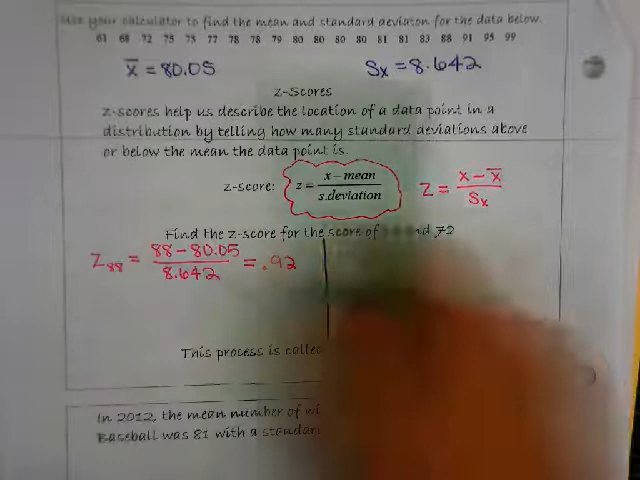 Use your calculator to find the mean and standard deviation for the data below.
61 68 72 75 75 77 78 78 79 80 80 80 80 81 81 83 88 91 95 99
x̄ = 80.05 Sx = 8.642
z-Scores
z-scores help us describe the location of a data point in a
distribution by telling how many standard deviations above
or below the mean the data point is.
z-score: z = x − mean / s.deviation z = x − x̄ / Sx
Find the z-score for the score of nd 72
z88 = 88 − 80.05 / 8.642 = .92
This process is calle
In 2012, the mean number of wi
Baseball was 81 with a standar